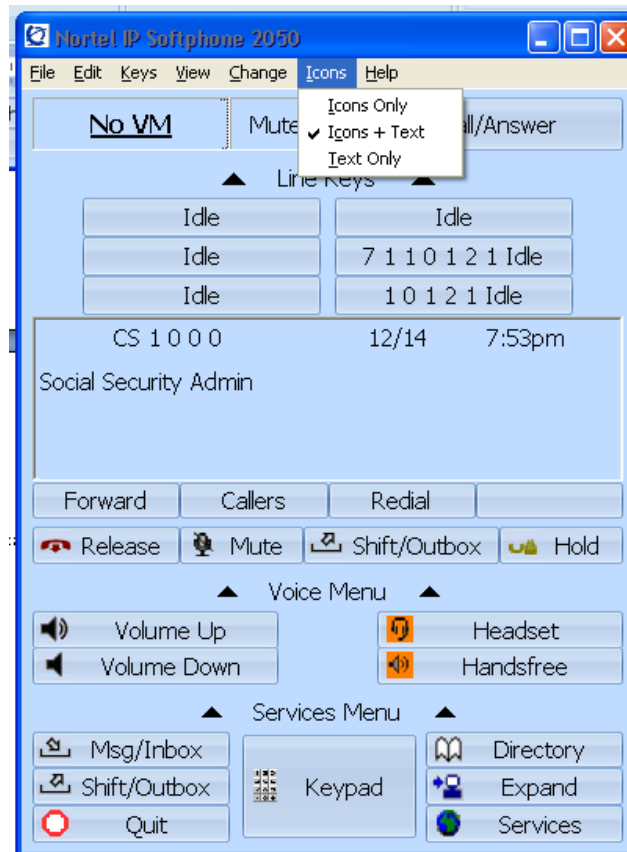 Nortel IP Softphone 2050
File Edit Keys View Change Icons Help
Icons Only
Icons + Text
Text Only
No VM Mute all/Answer
Line Keys
Idle Idle
Idle 7 1 1 0 1 2 1 Idle
Idle 1 0 1 2 1 Idle
CS 1 0 0 0 12/14 7:53pm
Social Security Admin
Forward Callers Redial
Release Mute Shift/Outbox Hold
Voice Menu
Volume Up Headset
Volume Down Handsfree
Services Menu
Msg/Inbox Directory
Shift/Outbox Keypad Expand
Quit Services